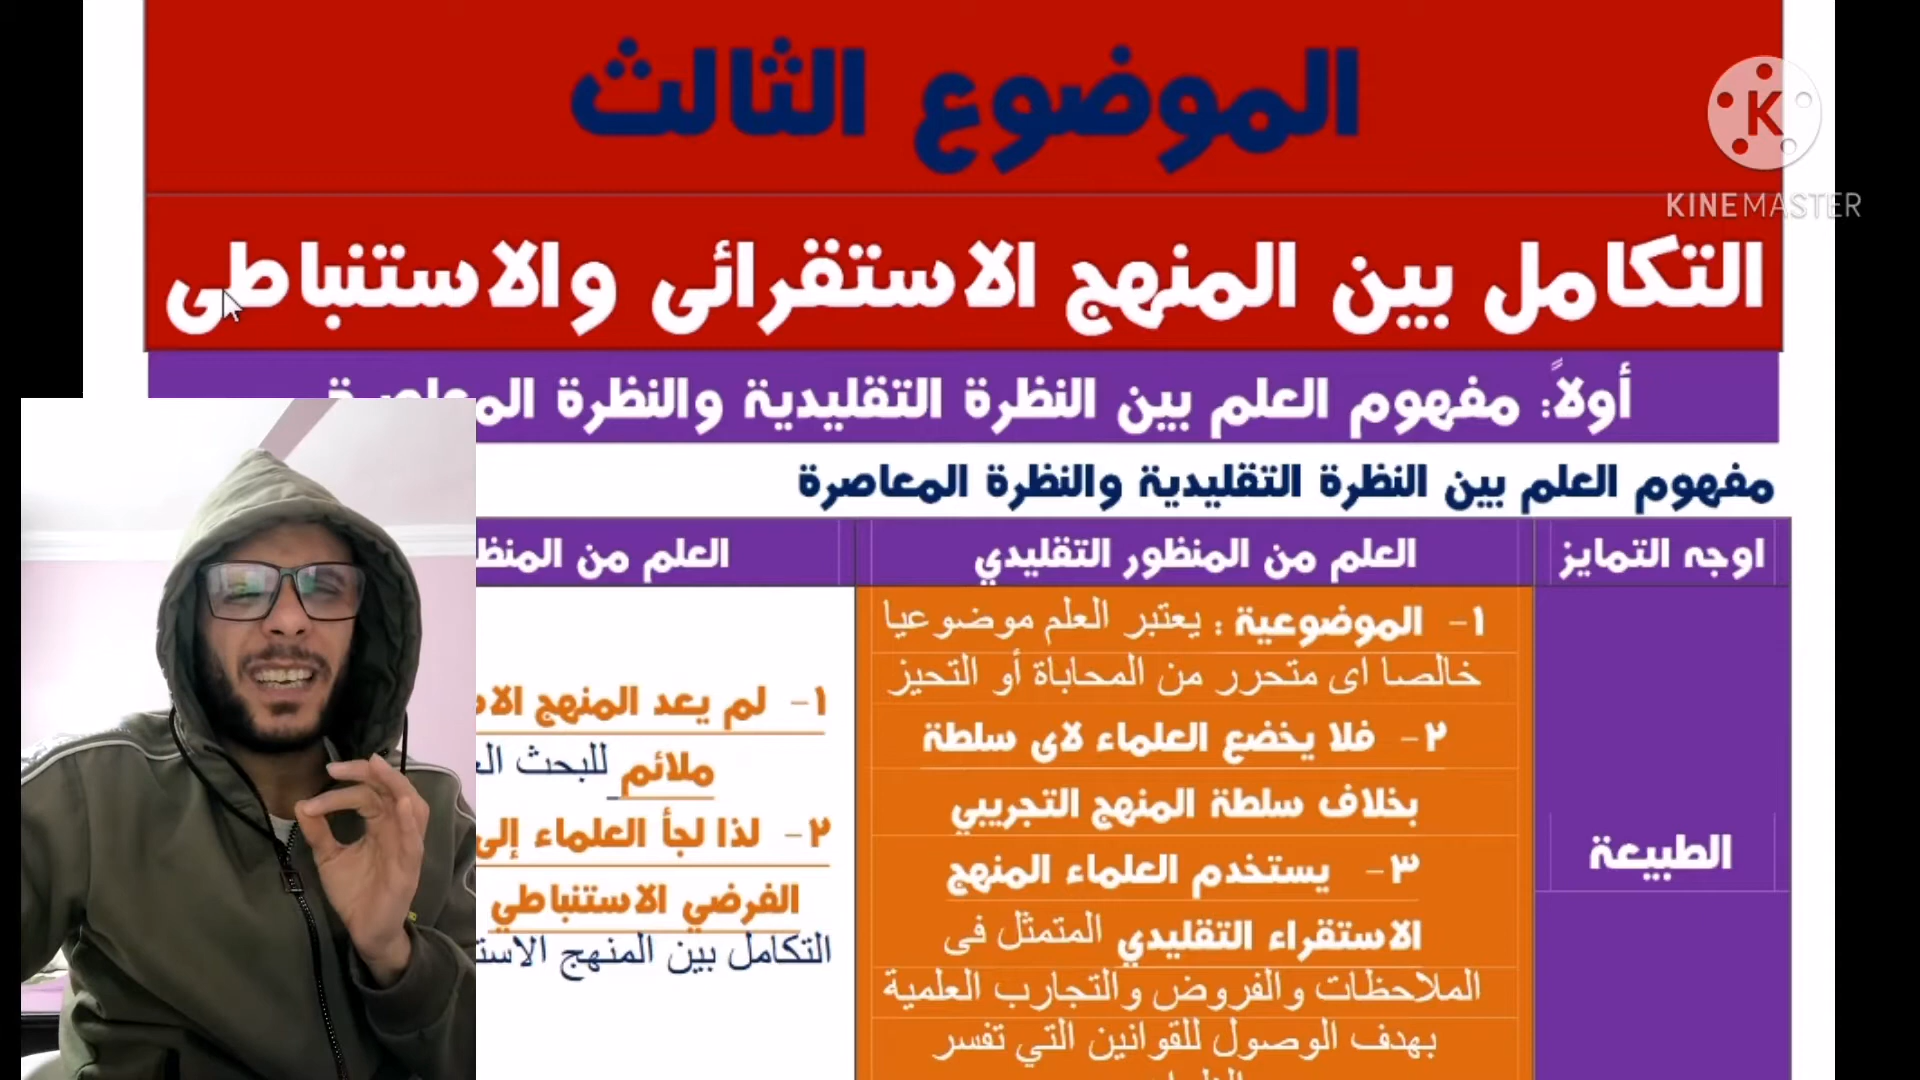 الموضوع الثالث
KINEMASTER
التكامل بين المنهج الاستقرائى والاستنباطى
أولاً: مفهوم العلم بين النظرة التقليدية والنظرة
مفهوم العلم بين النظرة التقليدية والنظرة المعاصرة
اوجه التمايز
العلم من المنظور التقليدي
العلم من
الطبيعة
١- الموضوعية : يعتبر العلم موضوعيا
خالصا اى متحرر من المحاباة أو التحيز
٢- فلا يخضع العلماء لاى سلطة
بخلاف سلطة المنهج التجريبي
٣- يستخدم العلماء المنهج
الاستقراء التقليدي المتمثل فى
الملاحظات والفروض والتجارب العلمية
بهدف الوصول للقوانين التي تفسر
١- لم يعد المنهج
ملائم للبحث
٢- لذا لجأ العلماء إلى
الفرضي الاستنباطي
التكامل بين المنهج